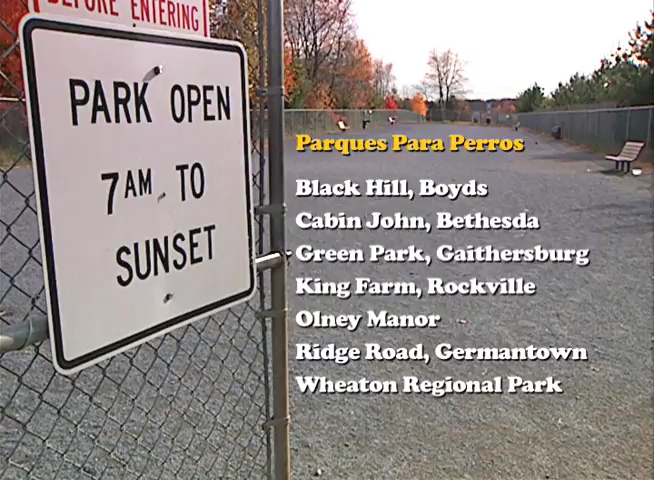 BEFORE ENTERING
PARK OPEN
7AM TO
SUNSET
Parques Para Perros
Black Hill, Boyds
Cabin John, Bethesda
Green Park, Gaithersburg
King Farm, Rockville
Olney Manor
Ridge Road, Germantown
Wheaton Regional Park